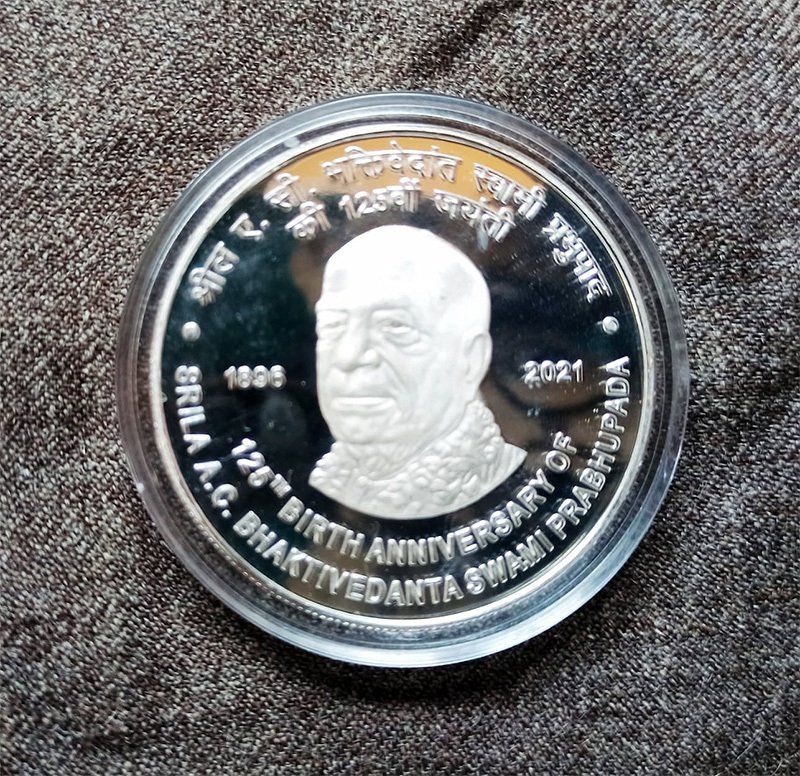 श्रील ए. सी. भक्तिवेदांत स्वामी प्रभुपाद
की 125वीं जयंती
1896
2021
125TH BIRTH ANNIVERSARY OF
SRILA A.C. BHAKTIVEDANTA SWAMI PRABHUPADA